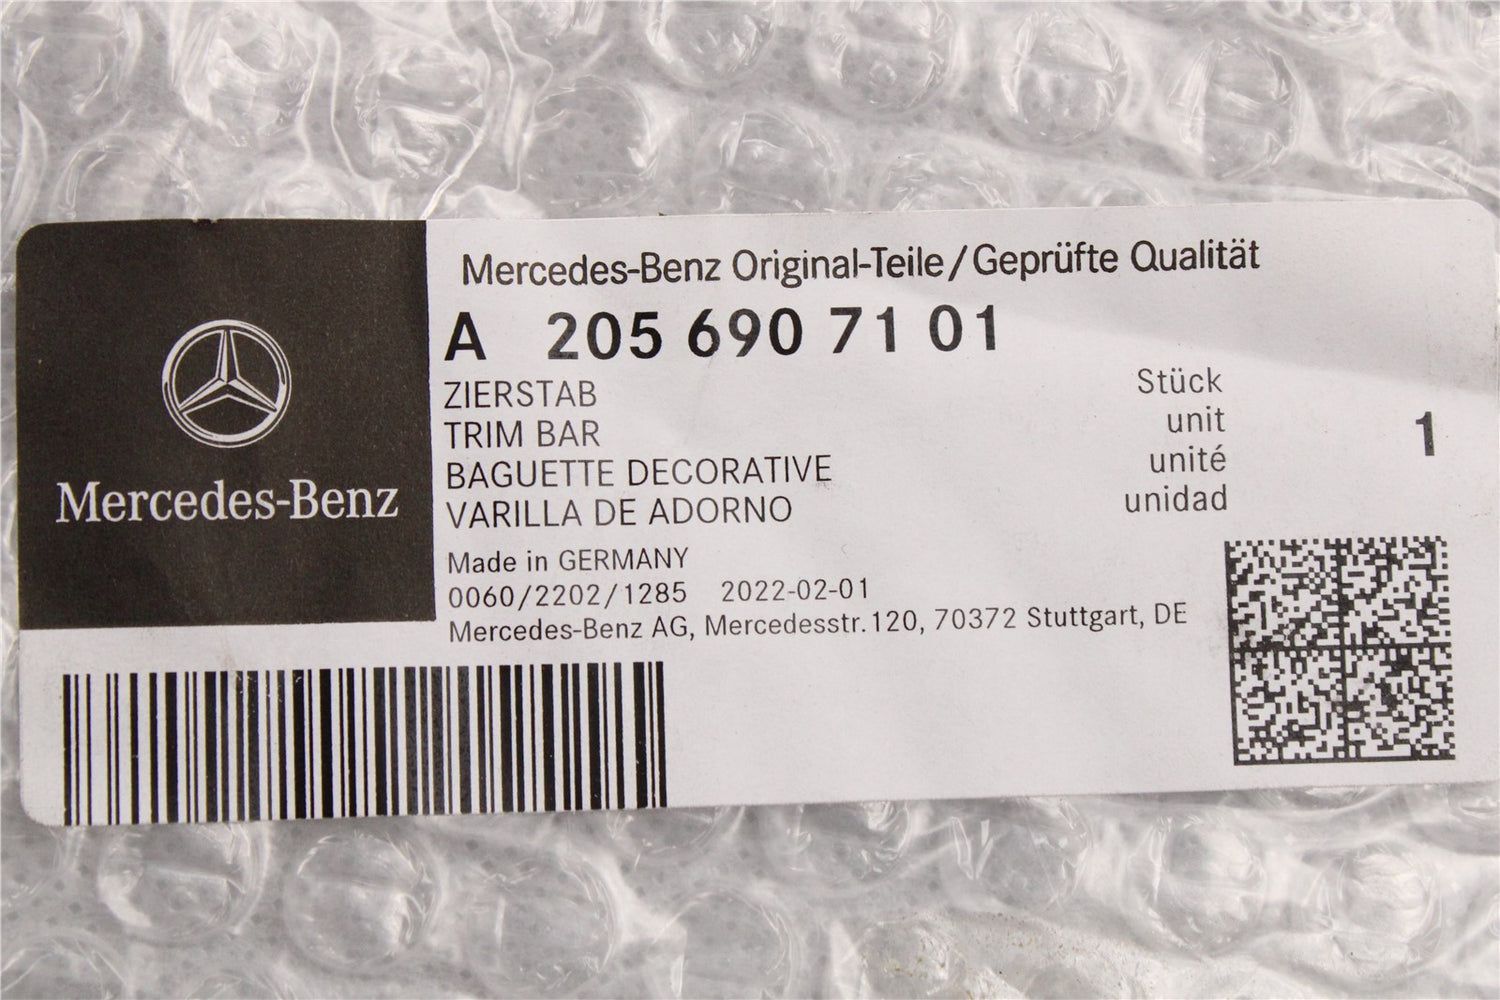 Mercedes-Benz
Mercedes-Benz Original-Teile/Geprüfte Qualität
A 205 690 71 01
ZIERSTAB
TRIM BAR
BAGUETTE DECORATIVE
VARILLA DE ADORNO
Stück
unit
unité
unidad
1
Made in GERMANY
0060/2202/1285 2022-02-01
Mercedes-Benz AG, Mercedesstr.120, 70372 Stuttgart, DE